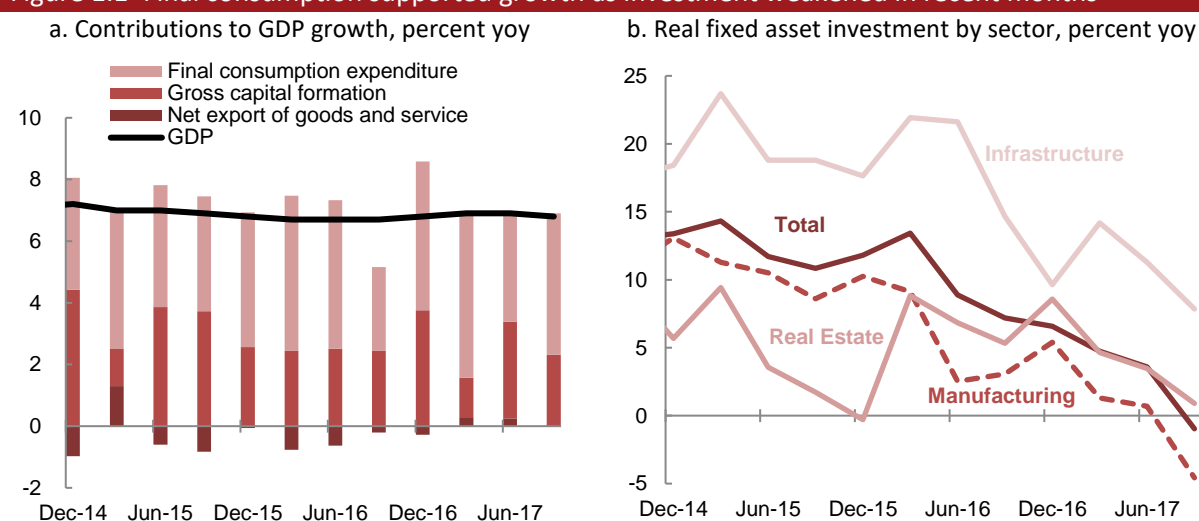 a. Contributions to GDP growth, percent yoy
Final consumption expenditure
Gross capital formation
Net export of goods and service
GDP
10
8
6
4
2
0
-2
Dec-14 Jun-15 Dec-15 Jun-16 Dec-16 Jun-17
b. Real fixed asset investment by sector, percent yoy
25
20
15
10
5
0
-5
Infrastructure
Total
Real Estate
Manufacturing
Dec-14 Jun-15 Dec-15 Jun-16 Dec-16 Jun-17